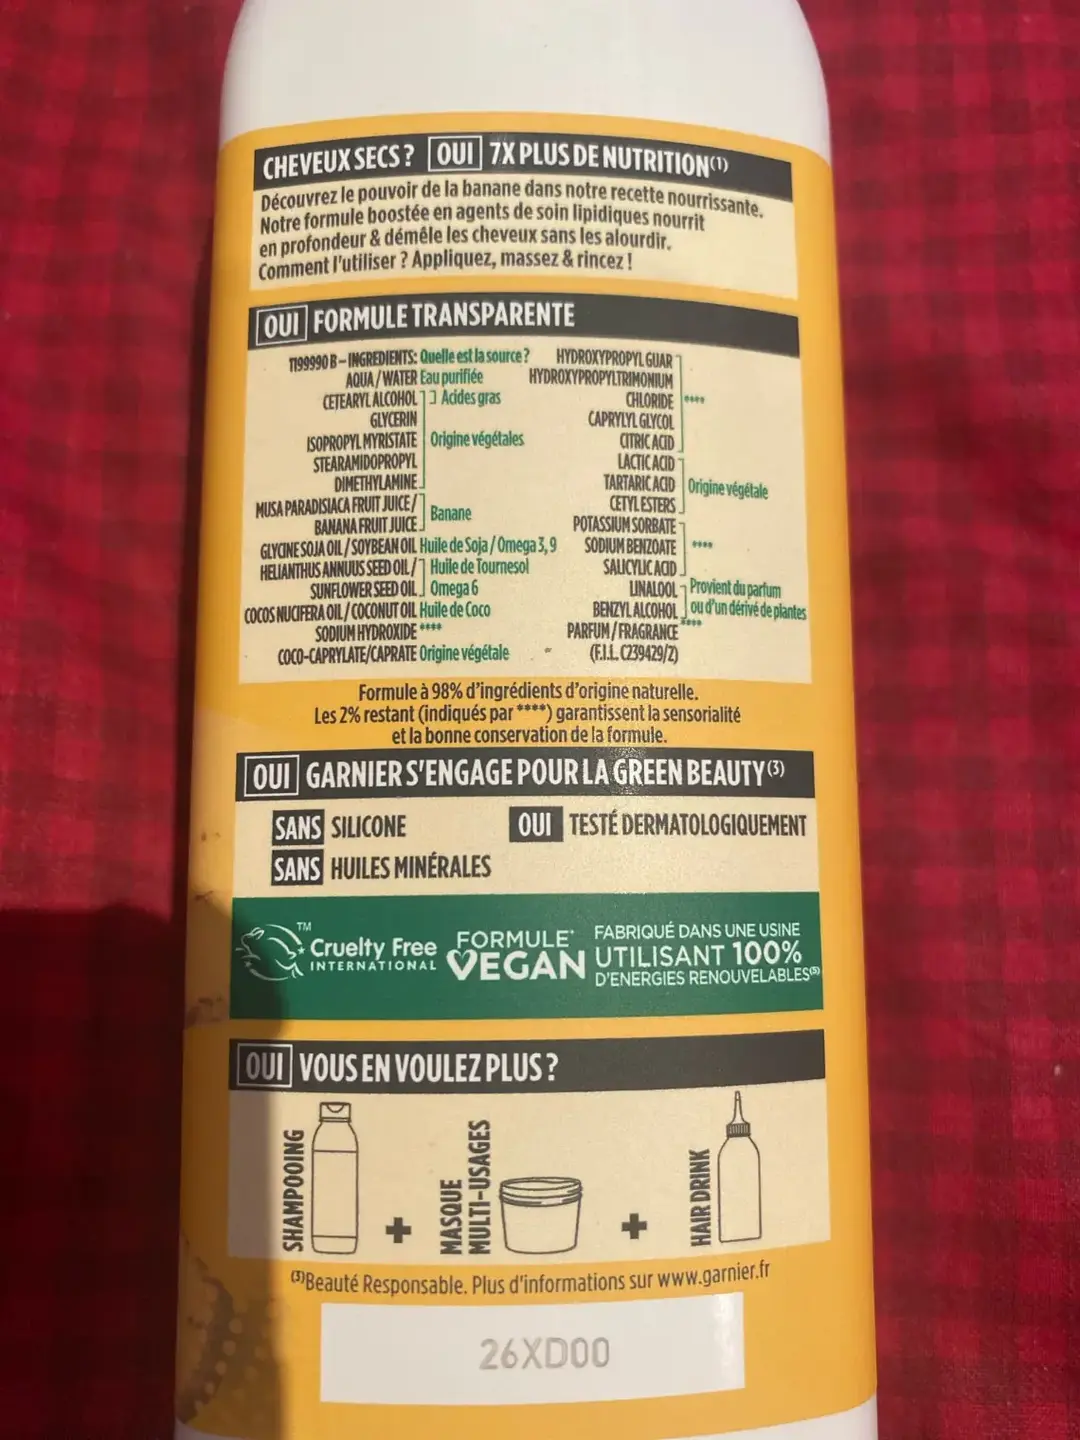 CHEVEUX SECS ? OUI 7X PLUS DE NUTRITION(1)
Découvrez le pouvoir de la banane dans notre recette nourrissante.
Notre formule boostée en agents de soin lipidiques nourrit
en profondeur & démêle les cheveux sans les alourdir.
Comment l'utiliser ? Appliquez, massez & rincez !
OUI FORMULE TRANSPARENTE
1199990 B – INGREDIENTS: Quelle est la source ?
AQUA / WATER Eau purifiée
CETEARYL ALCOHOL Acides gras
GLYCERIN
ISOPROPYL MYRISTATE Origine végétales
STEARAMIDOPROPYL
DIMETHYLAMINE
MUSA PARADISIACA FRUIT JUICE /
BANANA FRUIT JUICE Banane
GLYCINE SOJA OIL / SOYBEAN OIL Huile de Soja / Omega 3, 9
HELIANTHUS ANNUUS SEED OIL / Huile de Tournesol
SUNFLOWER SEED OIL Omega 6
COCOS NUCIFERA OIL / COCONUT OIL Huile de Coco
SODIUM HYDROXIDE ****
COCO-CAPRYLATE/CAPRATE Origine végétale
HYDROXYPROPYL GUAR
HYDROXYPROPYLTRIMONIUM
CHLORIDE ****
CAPRYLYL GLYCOL
CITRIC ACID
LACTIC ACID
TARTARIC ACID Origine végétale
CETYL ESTERS
POTASSIUM SORBATE
SODIUM BENZOATE ****
SALICYLIC ACID
LINALOOL Provient du parfum
BENZYL ALCOHOL ou d'un dérivé de plantes
PARFUM / FRAGRANCE ****
(F.I.L. C239429/2)
Formule à 98% d'ingrédients d'origine naturelle.
Les 2% restant (indiqués par ****) garantissent la sensorialité
et la bonne conservation de la formule.
OUI GARNIER S'ENGAGE POUR LA GREEN BEAUTY(3)
SANS SILICONE OUI TESTÉ DERMATOLOGIQUEMENT
SANS HUILES MINÉRALES
TM
Cruelty Free
INTERNATIONAL
FORMULE*
VEGAN
FABRIQUÉ DANS UNE USINE
UTILISANT 100%
D'ENERGIES RENOUVELABLES(5)
OUI VOUS EN VOULEZ PLUS ?
SHAMPOOING
+
MASQUE
MULTI-USAGES
+
HAIR DRINK
(3)Beauté Responsable. Plus d'informations sur www.garnier.fr
26XD00